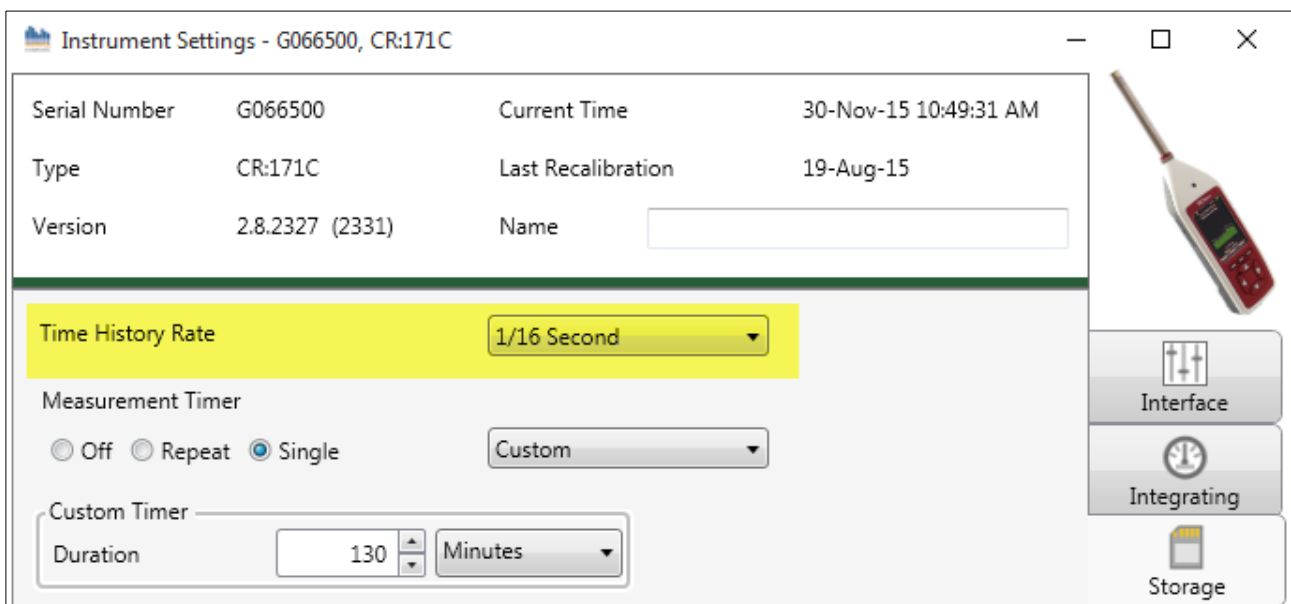 Instrument Settings - G066500, CR:171C
Serial Number G066500 Current Time 30-Nov-15 10:49:31 AM
Type CR:171C Last Recalibration 19-Aug-15
Version 2.8.2327 (2331) Name
Time History Rate 1/16 Second
Interface
Measurement Timer
Off Repeat Single Custom
Integrating
Custom Timer
Duration 130 Minutes
Storage